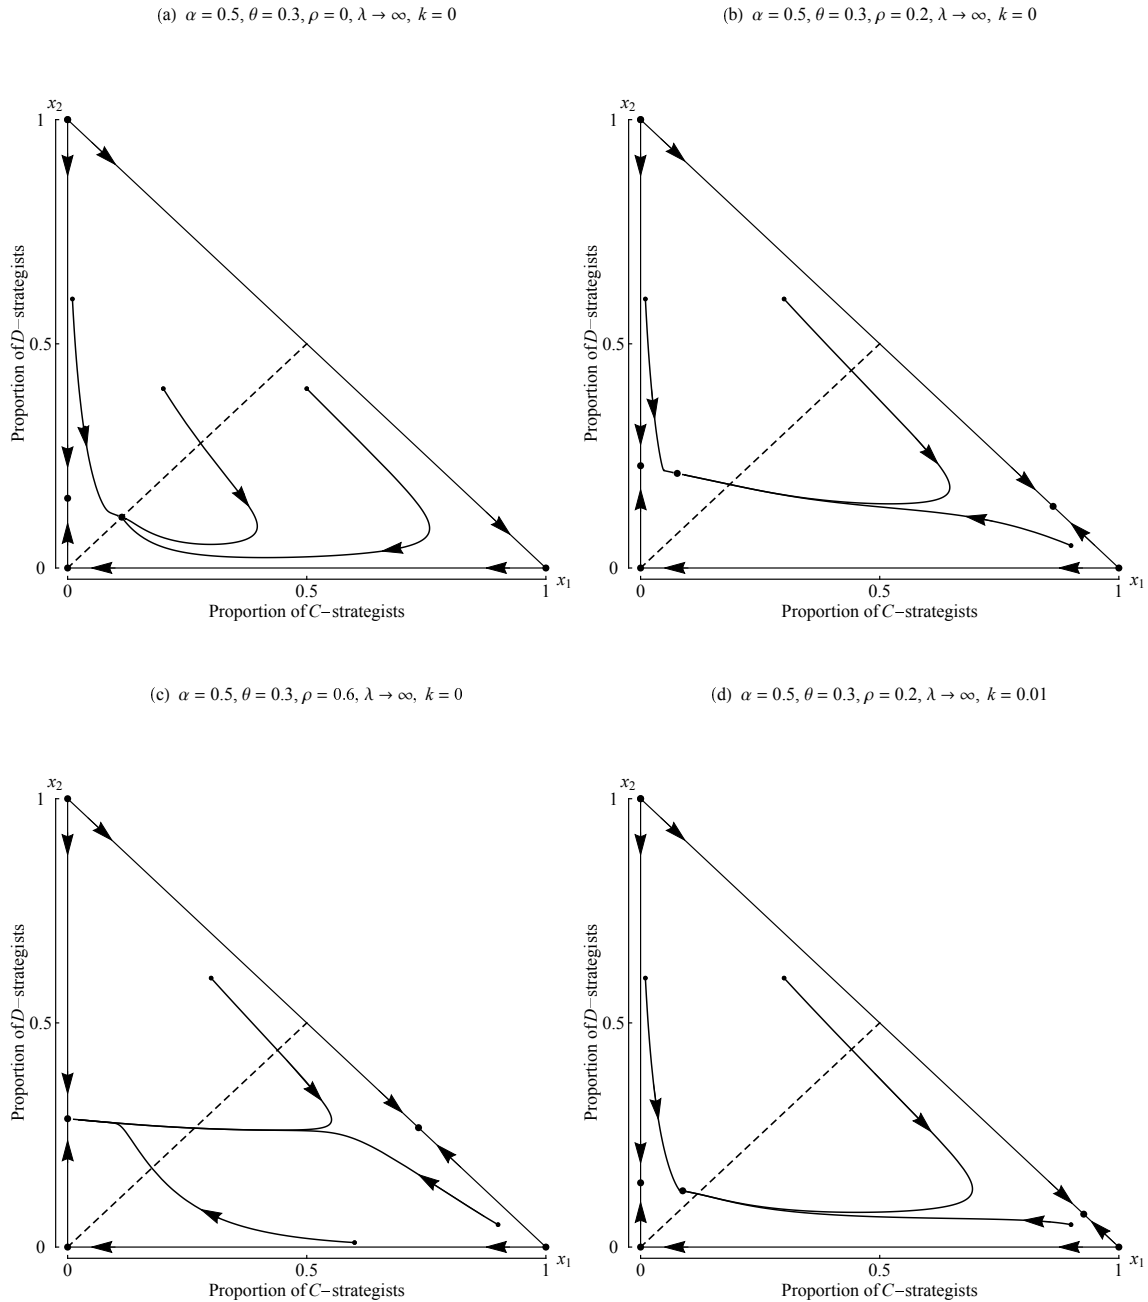 (a) α = 0.5, θ = 0.3, ρ = 0, λ → ∞, k = 0
x₂
1
0.5
0
Proportion of D−strategists
0
0.5
1
x₁
Proportion of C−strategists
(b) α = 0.5, θ = 0.3, ρ = 0.2, λ → ∞, k = 0
x₂
1
0.5
0
Proportion of D−strategists
0
0.5
1
x₁
Proportion of C−strategists
(c) α = 0.5, θ = 0.3, ρ = 0.6, λ → ∞, k = 0
x₂
1
0.5
0
Proportion of D−strategists
0
0.5
1
x₁
Proportion of C−strategists
(d) α = 0.5, θ = 0.3, ρ = 0.2, λ → ∞, k = 0.01
x₂
1
0.5
0
Proportion of D−strategists
0
0.5
1
x₁
Proportion of C−strategists